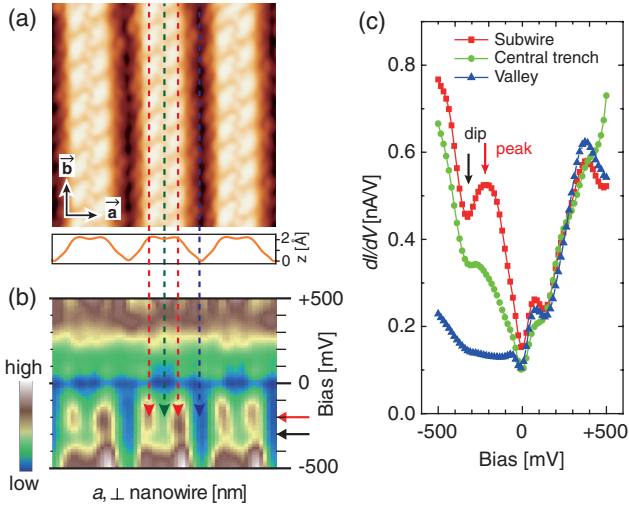 (a)
b
a
2
0
z [Å]
(b)
high
low
+500
0
-500
Bias [mV]
a, ⊥ nanowire [nm]
(c)
Subwire
Central trench
Valley
dip
peak
0.8
0.6
0.4
0.2
0.0
dI/dV [nA/V]
-500 0 +500
Bias [mV]